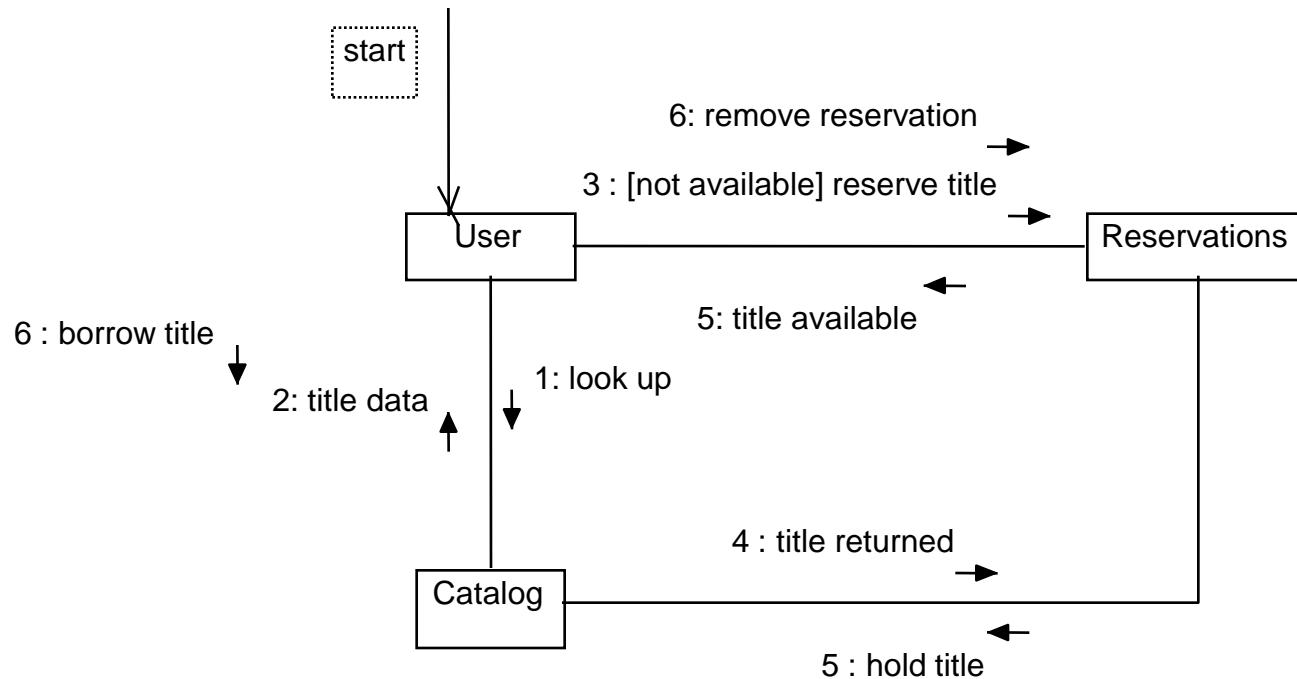 start
6: remove reservation
3 : [not available] reserve title
User
Reservations
5: title available
6 : borrow title
1: look up
2: title data
4 : title returned
Catalog
5 : hold title